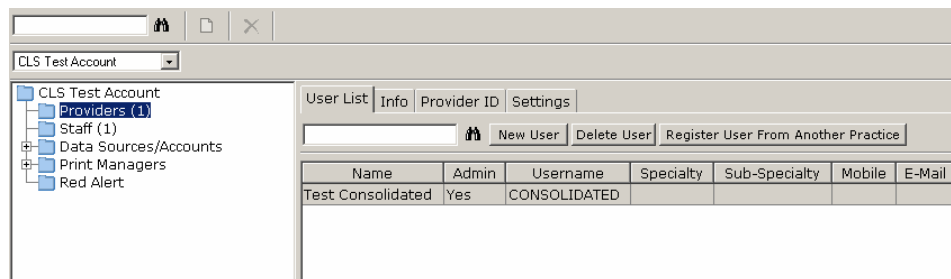 CLS Test Account
CLS Test Account
Providers (1)
Staff (1)
Data Sources/Accounts
Print Managers
Red Alert
User List Info Provider ID Settings
New User Delete User Register User From Another Practice
Name Admin Username Specialty Sub-Specialty Mobile E-Mail
Test Consolidated Yes CONSOLIDATED